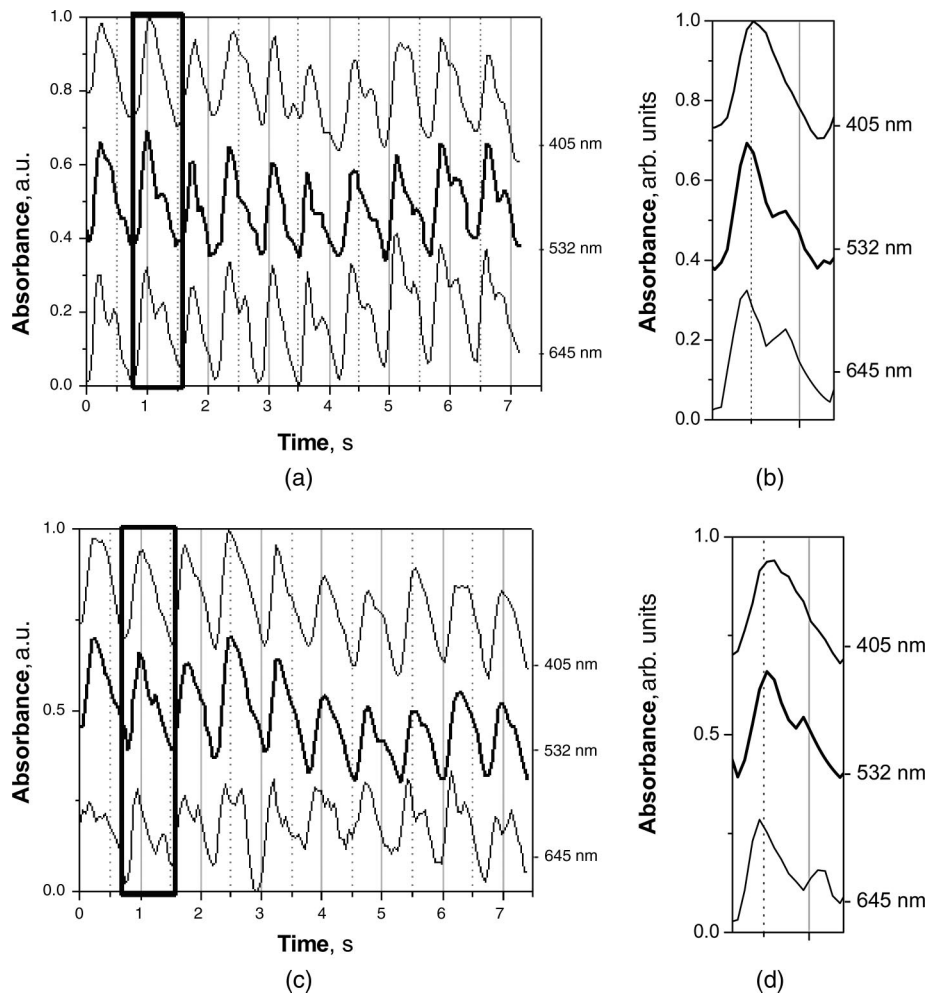 1.0
0.8
0.6
0.4
0.2
0.0
Absorbance, a.u.
0 1 2 3 4 5 6 7
Time, s
405 nm
532 nm
645 nm
(a)
1.0
0.8
0.6
0.4
0.2
0.0
Absorbance, arb. units
405 nm
532 nm
645 nm
(b)
1.0
0.5
0.0
Absorbance, a.u.
0 1 2 3 4 5 6 7
Time, s
405 nm
532 nm
645 nm
(c)
1.0
0.5
0.0
Absorbance, arb. units
405 nm
532 nm
645 nm
(d)